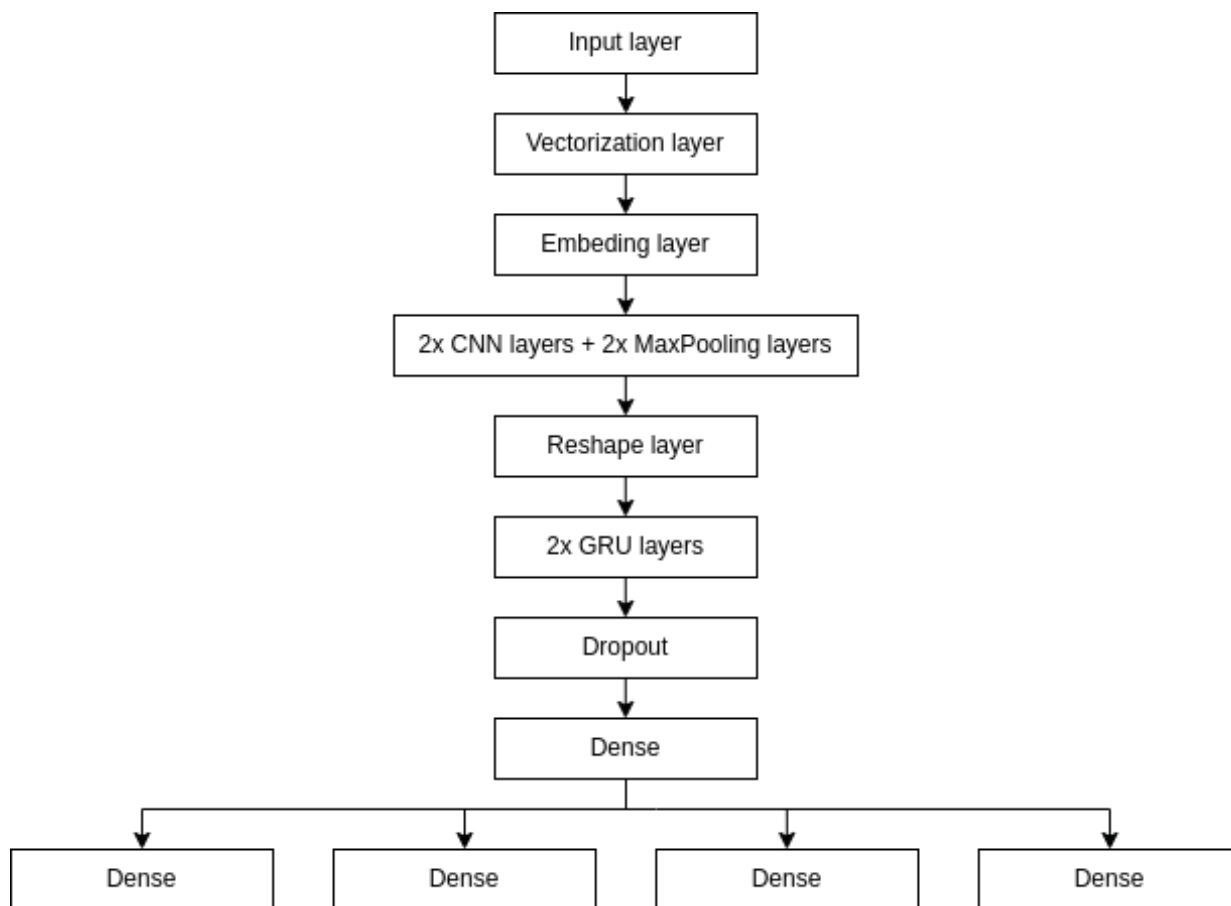 Input layer
Vectorization layer
Embeding layer
2x CNN layers + 2x MaxPooling layers
Reshape layer
2x GRU layers
Dropout
Dense
Dense
Dense
Dense
Dense